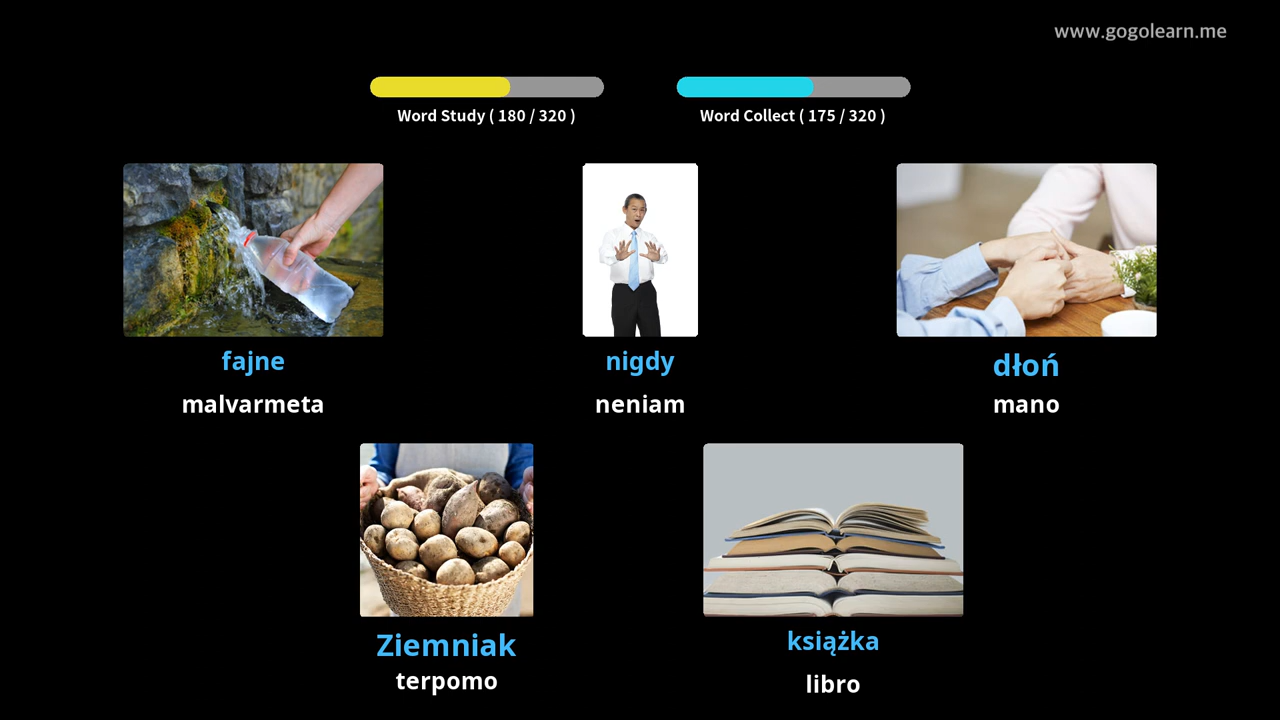 www.gogolearn.me
Word Study ( 180 / 320 )
Word Collect ( 175 / 320 )
fajne
nigdy
dłoń
malvarmeta
neniam
mano
Ziemniak
książka
terpomo
libro